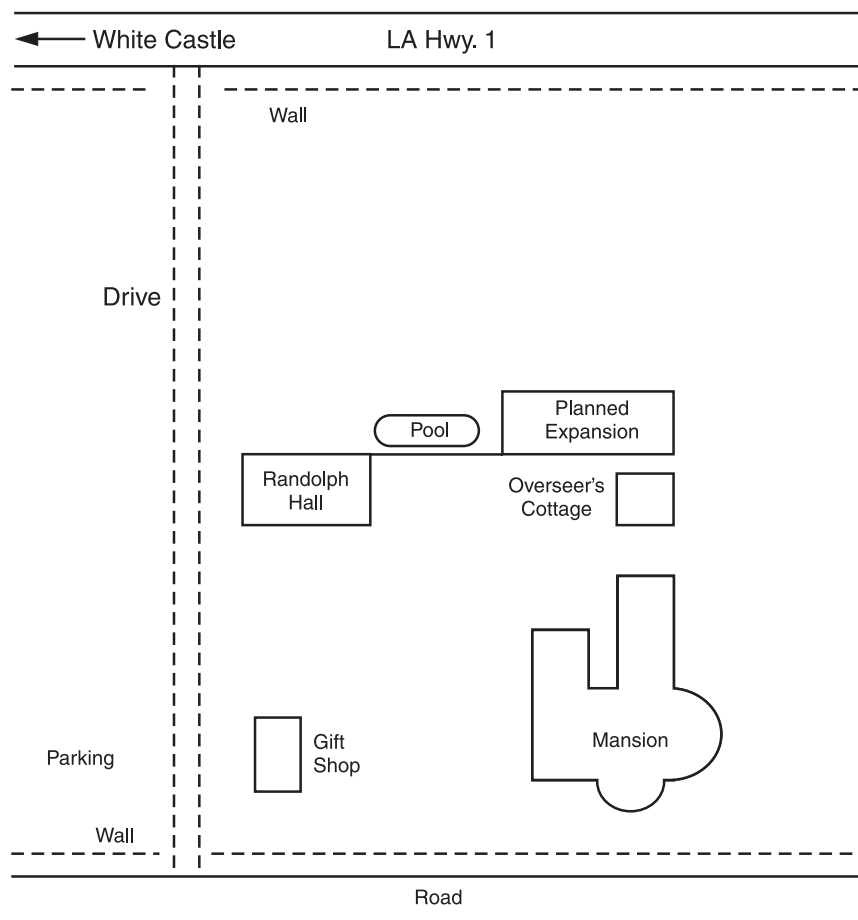 White Castle
LA Hwy. 1
Wall
Drive
Planned
Expansion
Pool
Randolph
Hall
Overseer's
Cottage
Mansion
Gift
Shop
Parking
Wall
Road